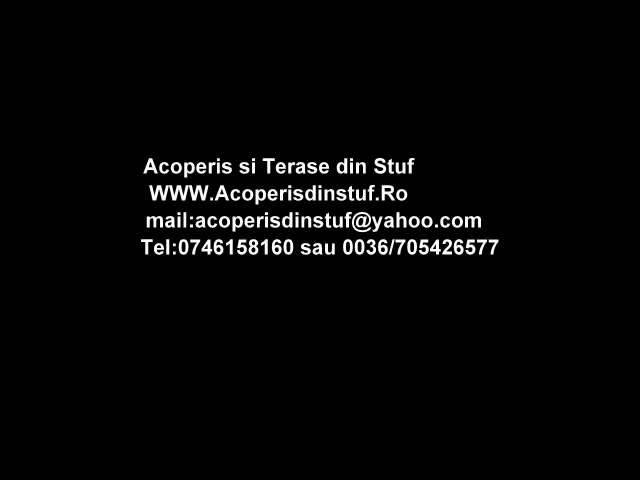 Acoperis si Terase din Stuf
WWW.Acoperisdinstuf.Ro
mail:acoperisdinstuf@yahoo.com
Tel:0746158160 sau 0036/705426577